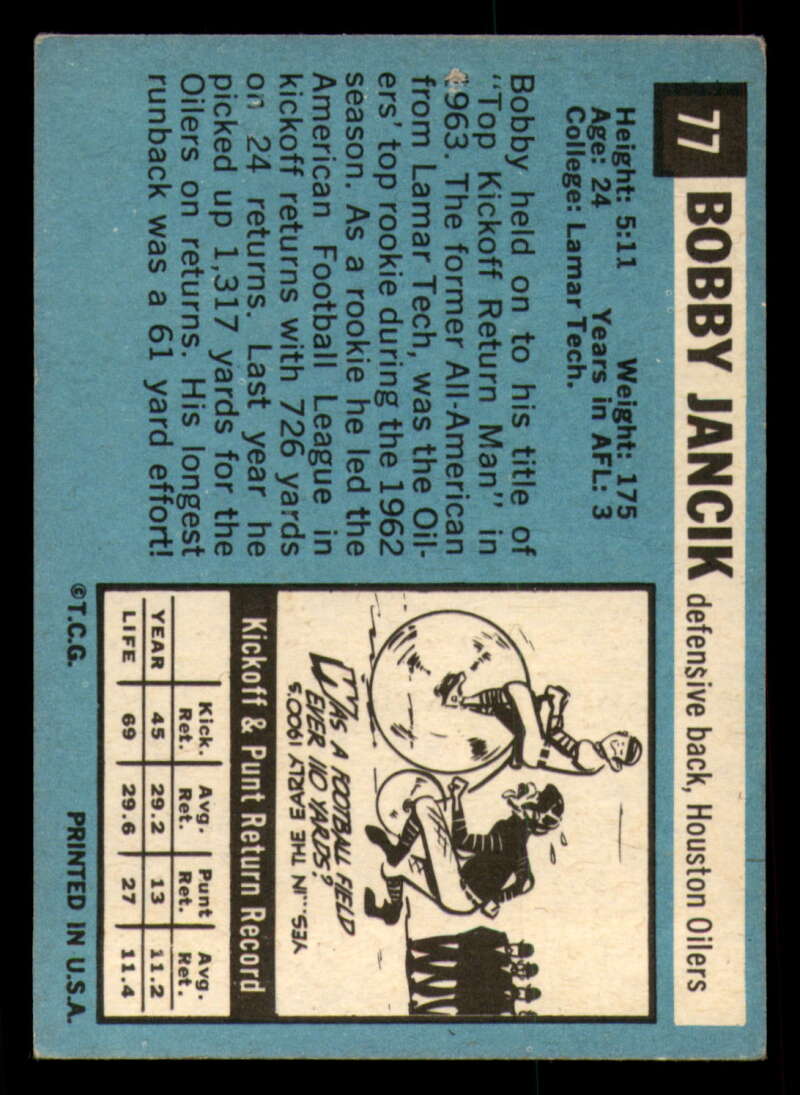 77 BOBBY JANCIK defensive back, Houston Oilers
Height: 5:11 Weight: 175
Age: 24 Years in AFL: 3
College: Lamar Tech.
Bobby held on to his title of
"Top Kickoff Return Man" in
1963. The former All-American
from Lamar Tech, was the Oil-
ers' top rookie during the 1962
season. As a rookie he led the
American Football League in
kickoff returns with 726 yards
on 24 returns. Last year he
picked up 1,317 yards for the
Oilers on returns. His longest
runback was a 61 yard effort!
WAS A FOOTBALL FIELD
EVER 110 YARDS?
YES...IN THE EARLY 1900'S
Kickoff & Punt Return Record
Kick. Ret. Avg. Ret. Punt Ret. Avg. Ret.
YEAR 45 29.2 13 11.2
LIFE 69 29.6 27 11.4
©T.C.G. PRINTED IN U.S.A.